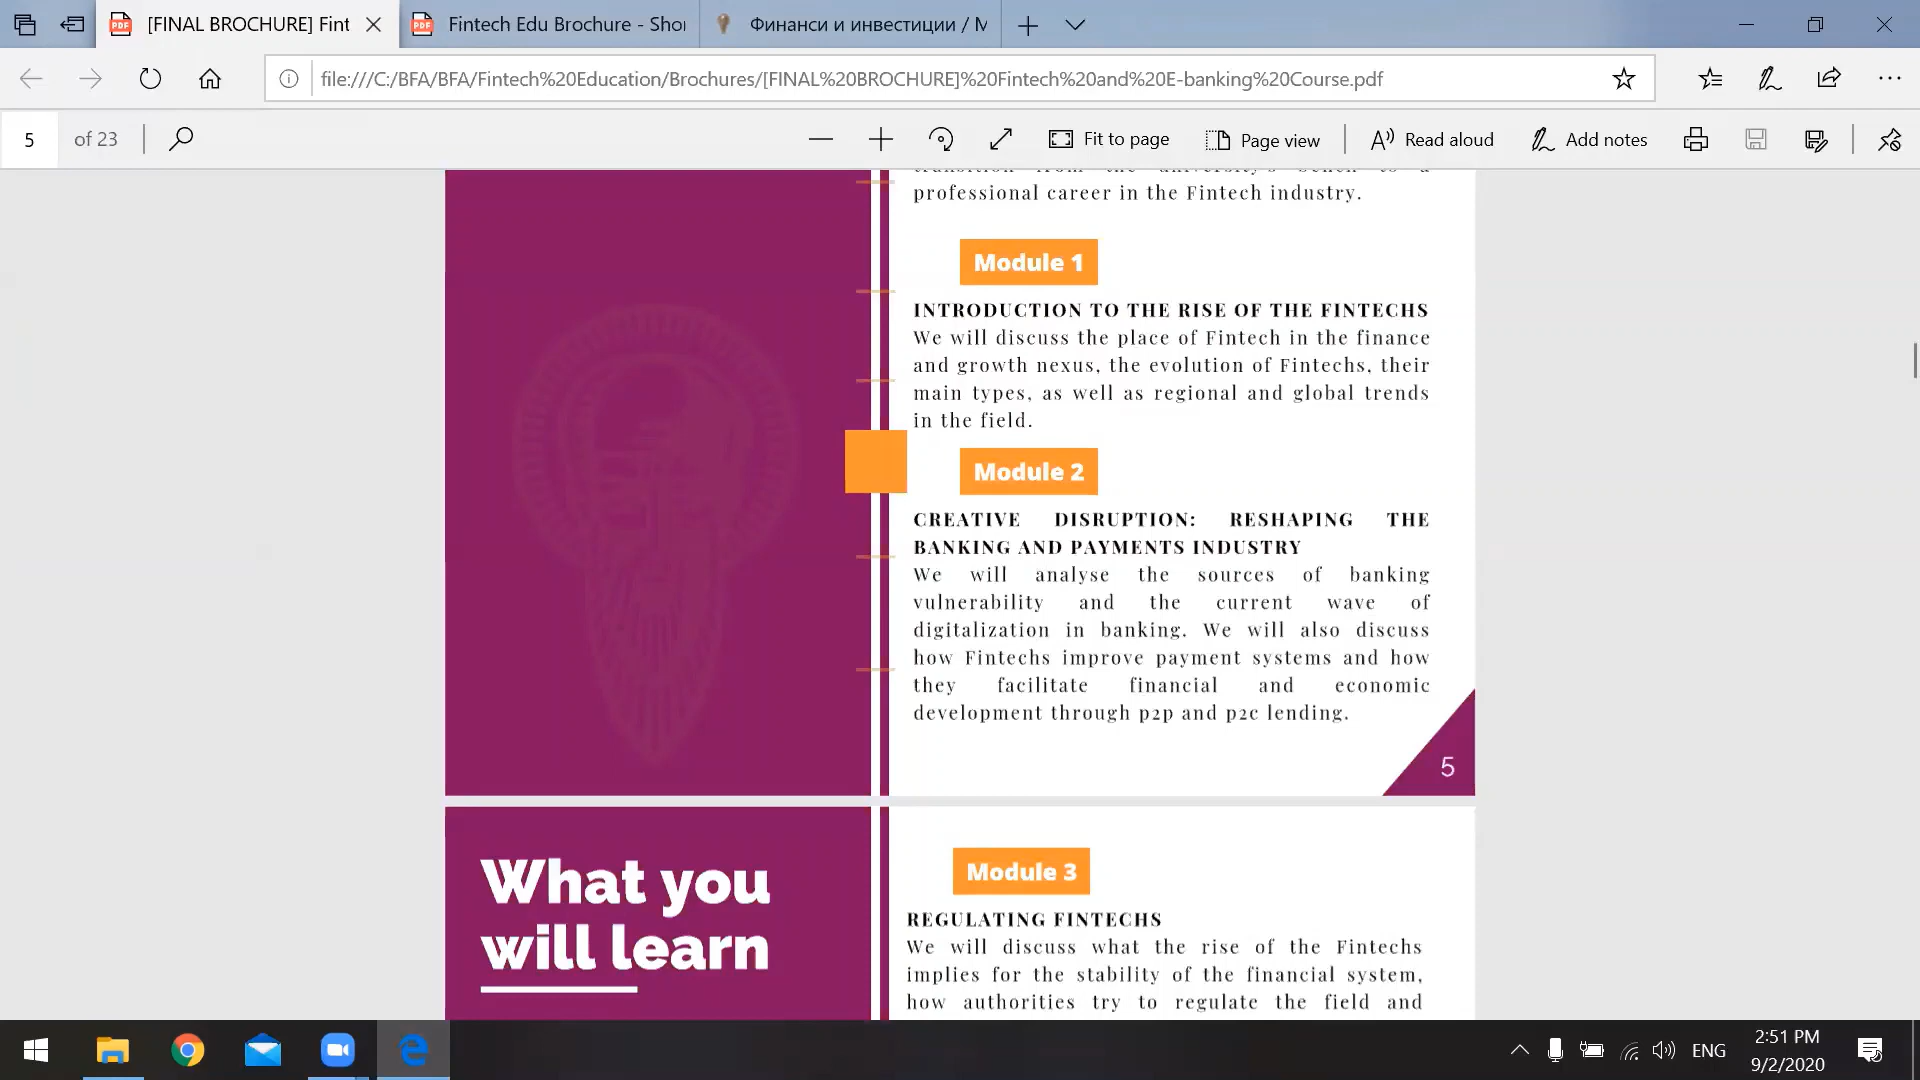 [FINAL BROCHURE] Fint
Fintech Edu Brochure - Shor
Финанси и инвестиции / М
file:///C:/BFA/BFA/Fintech%20Education/Brochures/[FINAL%20BROCHURE]%20Fintech%20and%20E-banking%20Course.pdf
5 of 23
Fit to page
Page view
Read aloud
Add notes
transition from the university's bench to a
professional career in the Fintech industry.
Module 1
INTRODUCTION TO THE RISE OF THE FINTECHS
We will discuss the place of Fintech in the finance
and growth nexus, the evolution of Fintechs, their
main types, as well as regional and global trends
in the field.
Module 2
CREATIVE DISRUPTION: RESHAPING THE
BANKING AND PAYMENTS INDUSTRY
We will analyse the sources of banking
vulnerability and the current wave of
digitalization in banking. We will also discuss
how Fintechs improve payment systems and how
they facilitate financial and economic
development through p2p and p2c lending.
5
What you
will learn
Module 3
REGULATING FINTECHS
We will discuss what the rise of the Fintechs
implies for the stability of the financial system,
how authorities try to regulate the field and
ENG
2:51 PM
9/2/2020